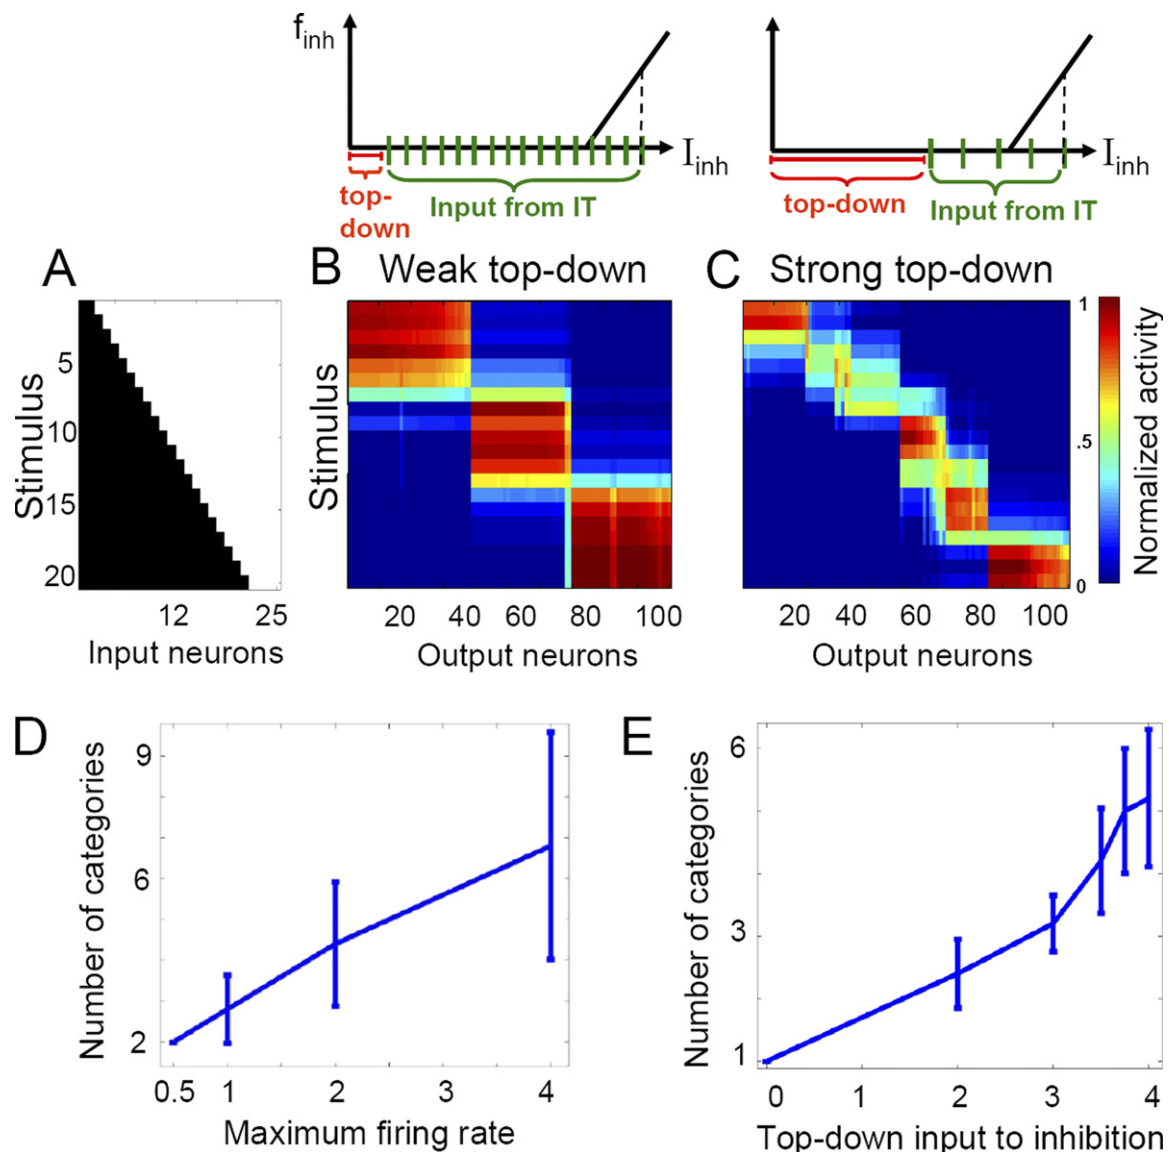 f_inh
I_inh
top-
down
Input from IT
I_inh
top-down
Input from IT
A
B Weak top-down
C Strong top-down
Stimulus
5
10
15
20
12
25
Input neurons
Stimulus
20
40
60
80
100
Output neurons
20
40
60
80
100
Output neurons
1
.5
0
Normalized activity
D
Number of categories
9
6
2
0.5
1
2
3
4
Maximum firing rate
E
Number of categories
6
3
1
0
1
2
3
4
Top-down input to inhibition